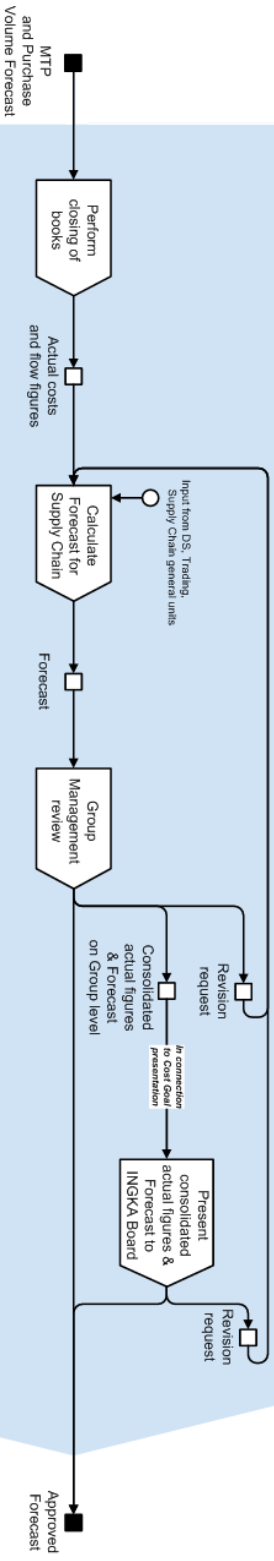 MTP
and Purchase
Volume Forecast
Perform
closing of
books
Actual costs
and flow figures
Input from DS, Trading,
Supply Chain general units
Calculate
Forecast for
Supply Chain
Forecast
Group
Management
review
Revision
request
Consolidated
actual figures
& Forecast
on Group level
In connection
to Cost Goal
presentation
Present
consolidated
actual figures &
Forecast to
INGKA Board
Revision
request
Approved
Forecast